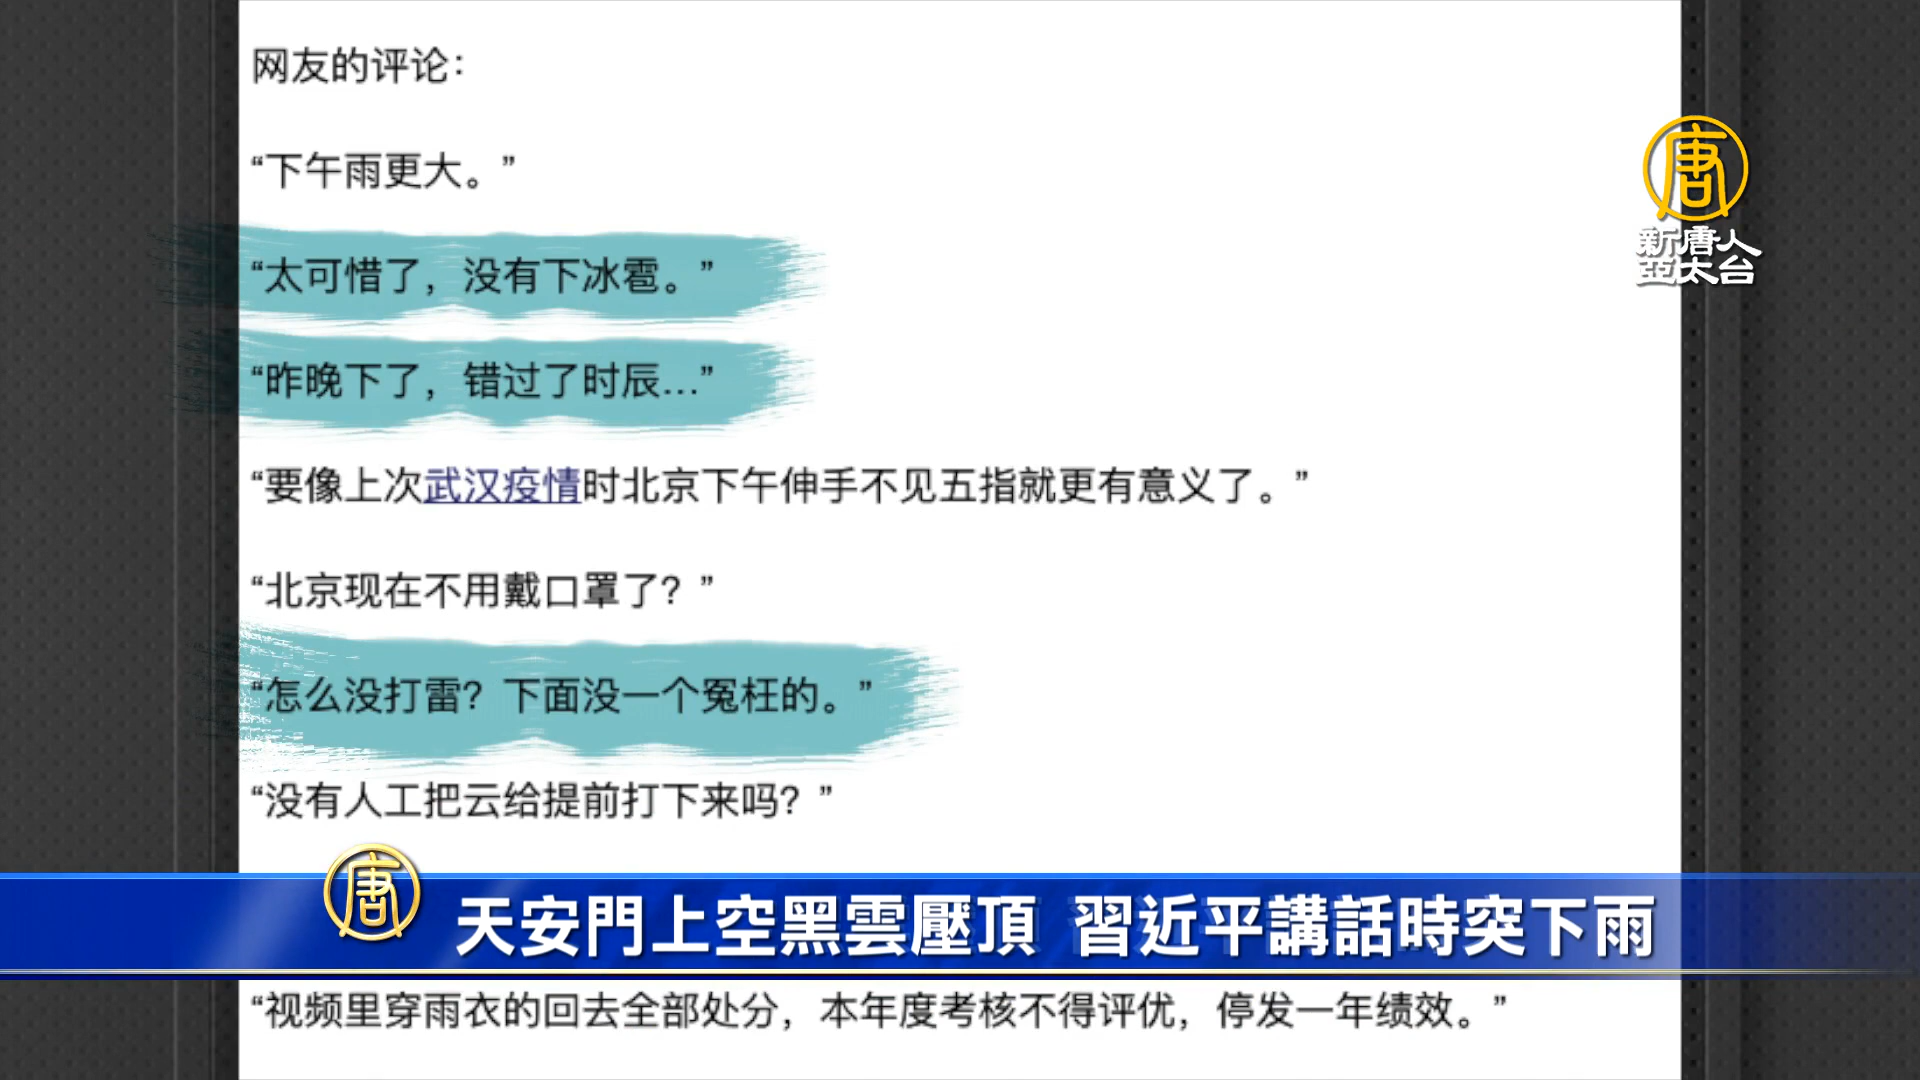 网友的评论：
“下午雨更大。”
“太可惜了，没有下冰雹。”
“昨晚下了，错过了时辰…”
“要像上次武汉疫情时北京下午伸手不见五指就更有意义了。”
“北京现在不用戴口罩了？”
“怎么没打雷？下面没一个冤枉的。”
“没有人工把云给提前打下来吗？”
唐
天安門上空黑雲壓頂 習近平講話時突下雨
“视频里穿雨衣的回去全部处分，本年度考核不得评优，停发一年绩效。”
唐
新唐人
亞太台